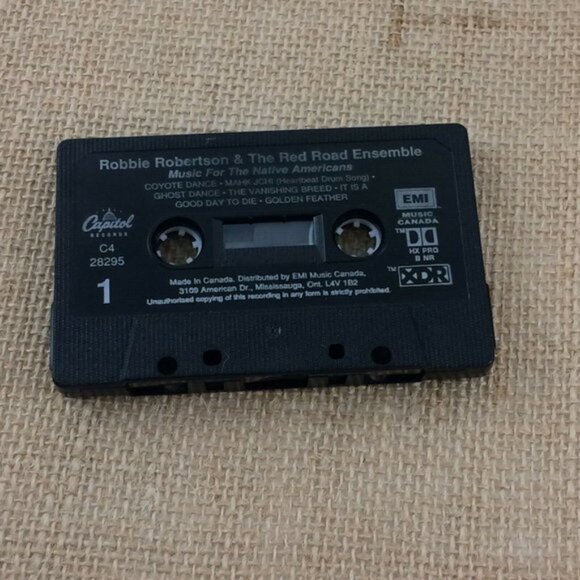 Robbie Robertson & The Red Road Ensemble
Music For The Native Americans
COYOTE DANCE • MAHK JCHI (Heartbeat Drum Song) •
GHOST DANCE • THE VANISHING BREED • IT IS A
GOOD DAY TO DIE • GOLDEN FEATHER
Capitol
RECORDS
C4
28295
1
EMI
MUSIC
CANADA
TM
HX PRO
B NR
TM XDR
Made In Canada. Distributed by EMI Music Canada,
3109 American Dr., Mississauga, Ont. L4V 1B2
Unauthorised copying of this recording in any form is strictly prohibited.